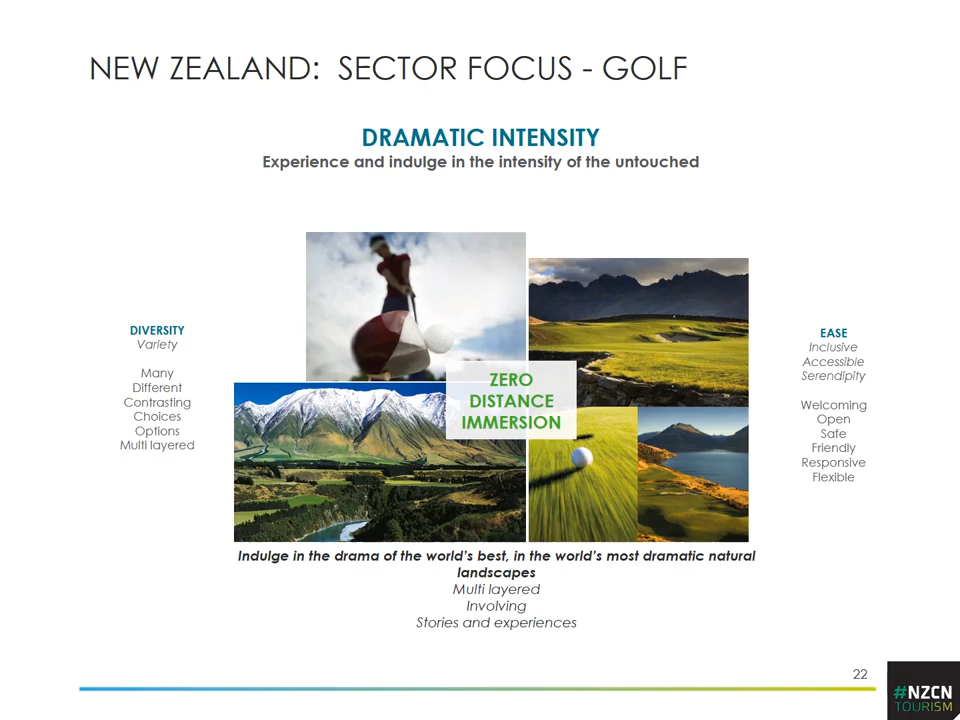 NEW ZEALAND: SECTOR FOCUS - GOLF
DRAMATIC INTENSITY
Experience and indulge in the intensity of the untouched
DIVERSITY
Variety
Many
Different
Contrasting
Choices
Options
Multi layered
ZERO
DISTANCE
IMMERSION
EASE
Inclusive
Accessible
Serendipity
Welcoming
Open
Safe
Friendly
Responsive
Flexible
Indulge in the drama of the world's best, in the world's most dramatic natural
landscapes
Multi layered
Involving
Stories and experiences
22
#NZCN
TOURISM